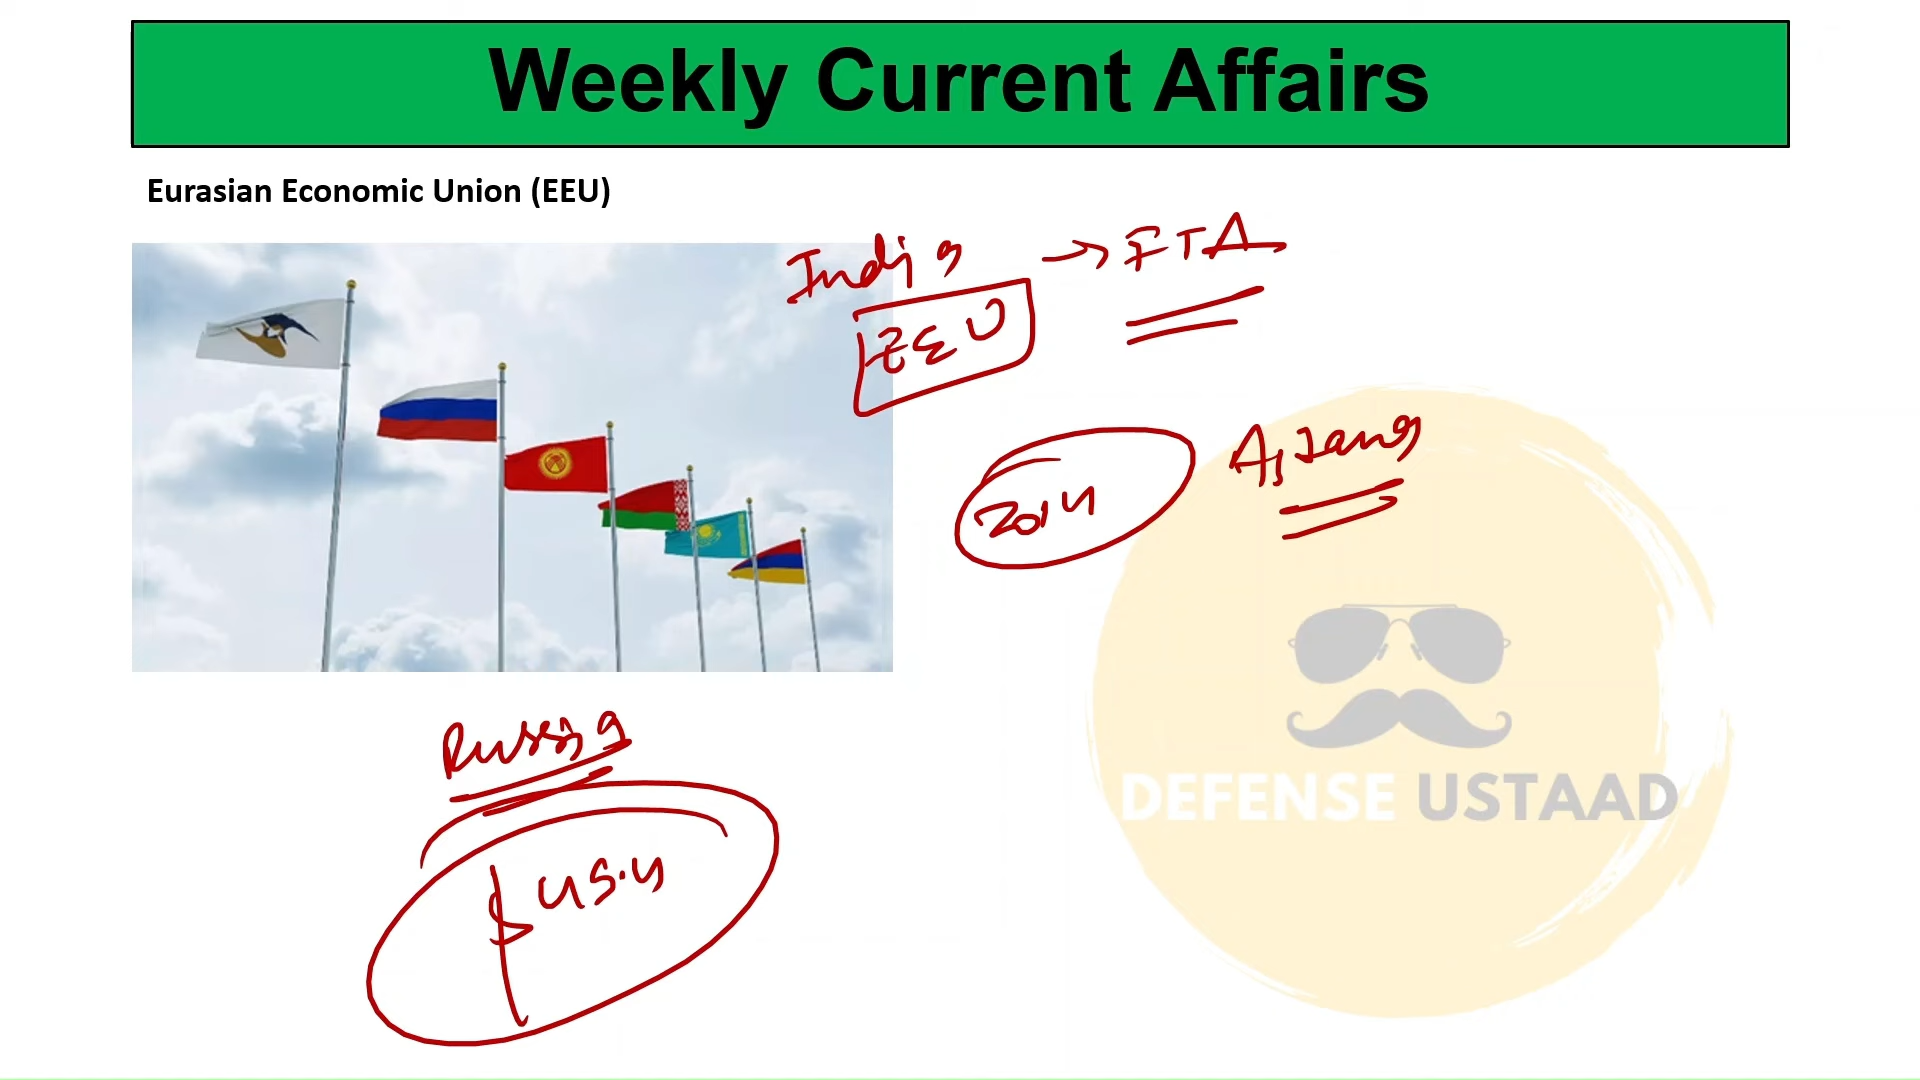 Weekly Current Affairs
Eurasian Economic Union (EEU)
India → FTA
EEU
2014 Astana
Russia
$45.4
DEFENSE USTAAD